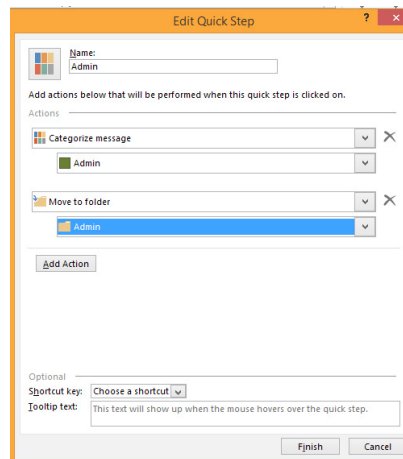 Edit Quick Step
?
Name:
Admin
Add actions below that will be performed when this quick step is clicked on.
Actions
Categorize message
Admin
Move to folder
Admin
Add Action
Optional
Shortcut key: Choose a shortcut
Tooltip text: This text will show up when the mouse hovers over the quick step.
Finish Cancel